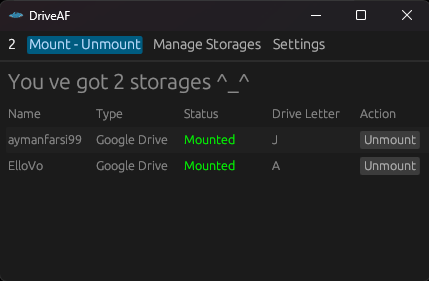 DriveAF
2 Mount - Unmount Manage Storages Settings
You ve got 2 storages ^_^
Name Type Status Drive Letter Action
aymanfarsi99 Google Drive Mounted J Unmount
ElloVo Google Drive Mounted A Unmount